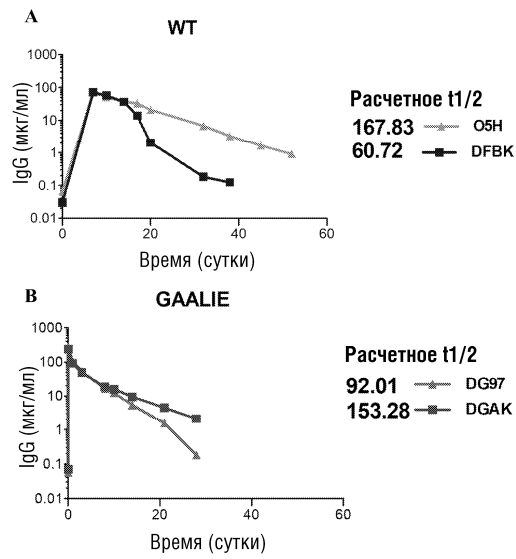 A
WT
IgG (мкг/мл)
1000
100
10
1
0.1
0.01
0
20
40
60
Время (сутки)
Расчетное t1/2
167.83 O5H
60.72 DFBK
B
GAALIE
IgG (мкг/мл)
1000
100
10
1
0.1
0.01
0
20
40
60
Время (сутки)
Расчетное t1/2
92.01 DG97
153.28 DGAK